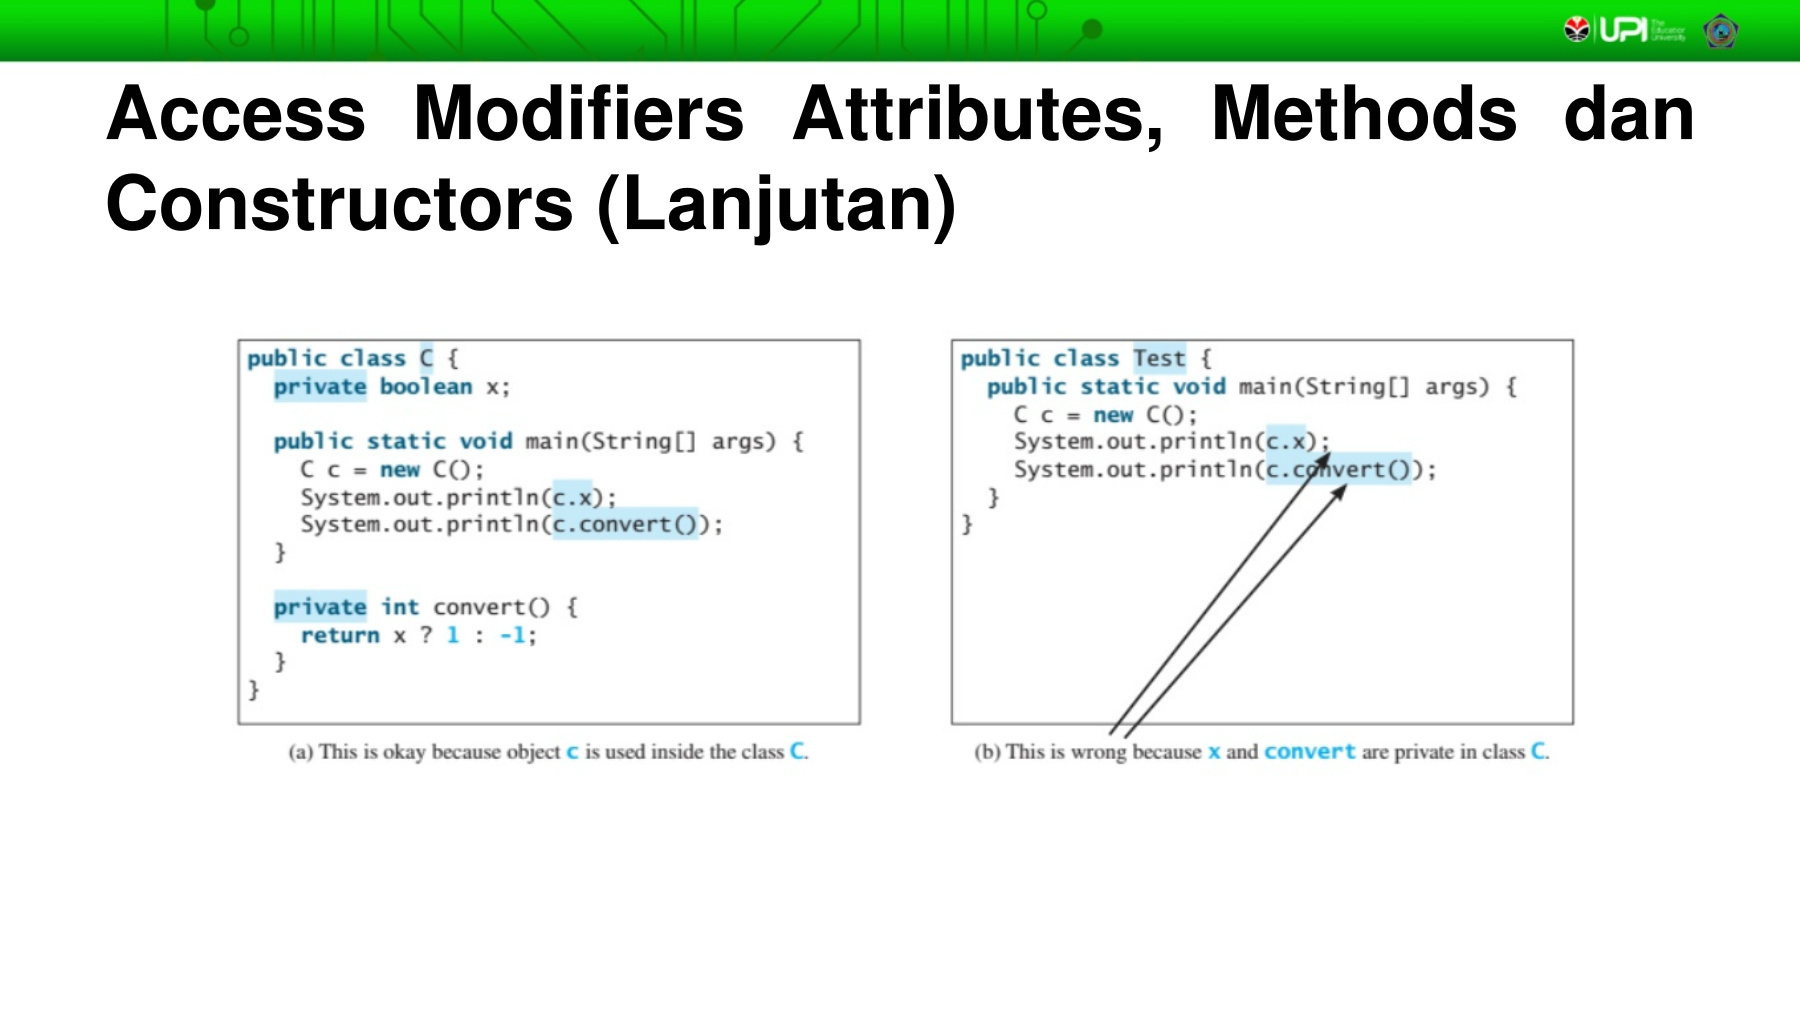 UPI The Education University
Access Modifiers Attributes, Methods dan
Constructors (Lanjutan)
public class C {
private boolean x;
public static void main(String[] args) {
C c = new C();
System.out.println(c.x);
System.out.println(c.convert());
}
private int convert() {
return x ? 1 : -1;
}
}
(a) This is okay because object c is used inside the class C.
public class Test {
public static void main(String[] args) {
C c = new C();
System.out.println(c.x);
System.out.println(c.convert());
}
}
(b) This is wrong because x and convert are private in class C.